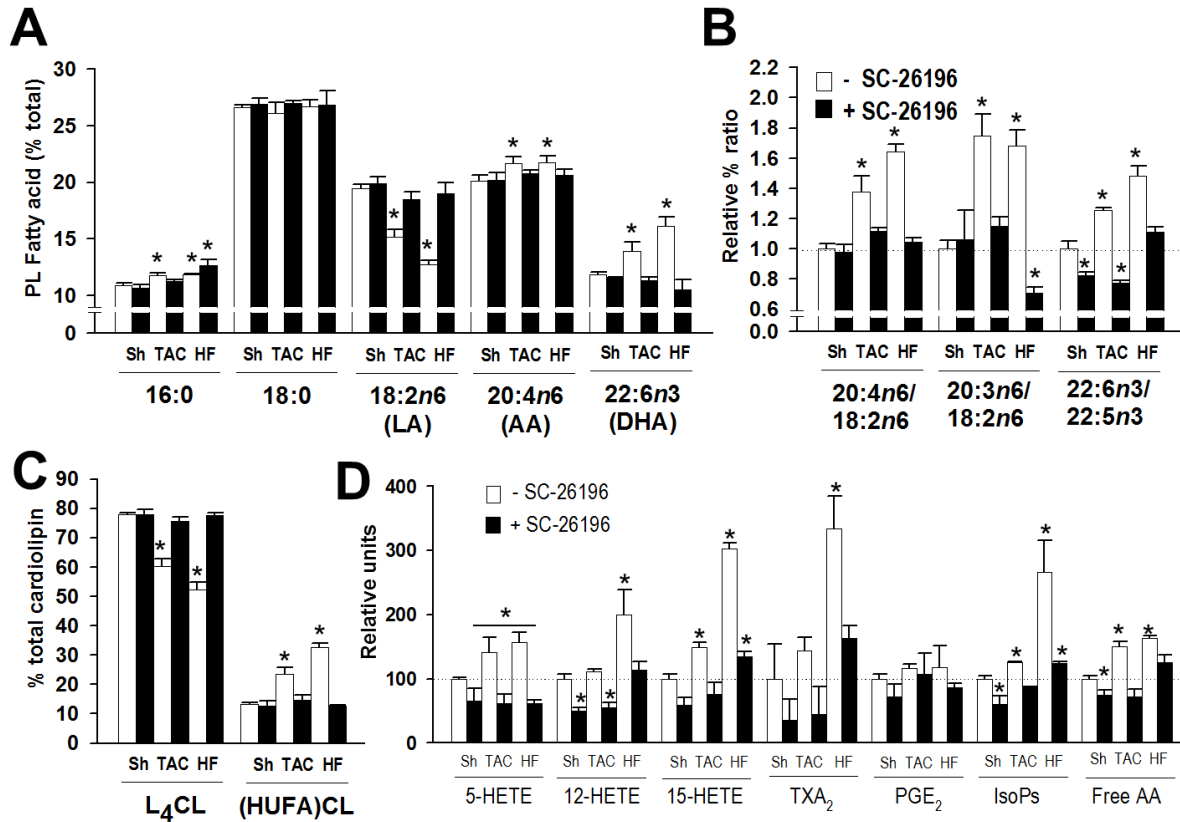 A
PL Fatty acid (% total)
30
25
20
15
10
0
* * * * * * * * *
Sh TAC HF Sh TAC HF Sh TAC HF Sh TAC HF Sh TAC HF
16:0 18:0 18:2n6 20:4n6 22:6n3
(LA) (AA) (DHA)
B
Relative % ratio
2.2
2.0
1.8
1.6
1.4
1.2
1.0
0.8
0.6
0.0
- SC-26196
+ SC-26196
* * * * * * * * *
Sh TAC HF Sh TAC HF Sh TAC HF
20:4n6/ 20:3n6/ 22:6n3/
18:2n6 18:2n6 22:5n3
C
% total cardiolipin
90
80
70
60
50
40
30
20
10
0
* * * *
Sh TAC HF Sh TAC HF
L4CL (HUFA)CL
D
Relative units
400
300
200
100
0
- SC-26196
+ SC-26196
* * * * * * * * * * * * * * *
Sh TAC HF Sh TAC HF Sh TAC HF Sh TAC HF Sh TAC HF Sh TAC HF Sh TAC HF
5-HETE 12-HETE 15-HETE TXA2 PGE2 IsoPs Free AA